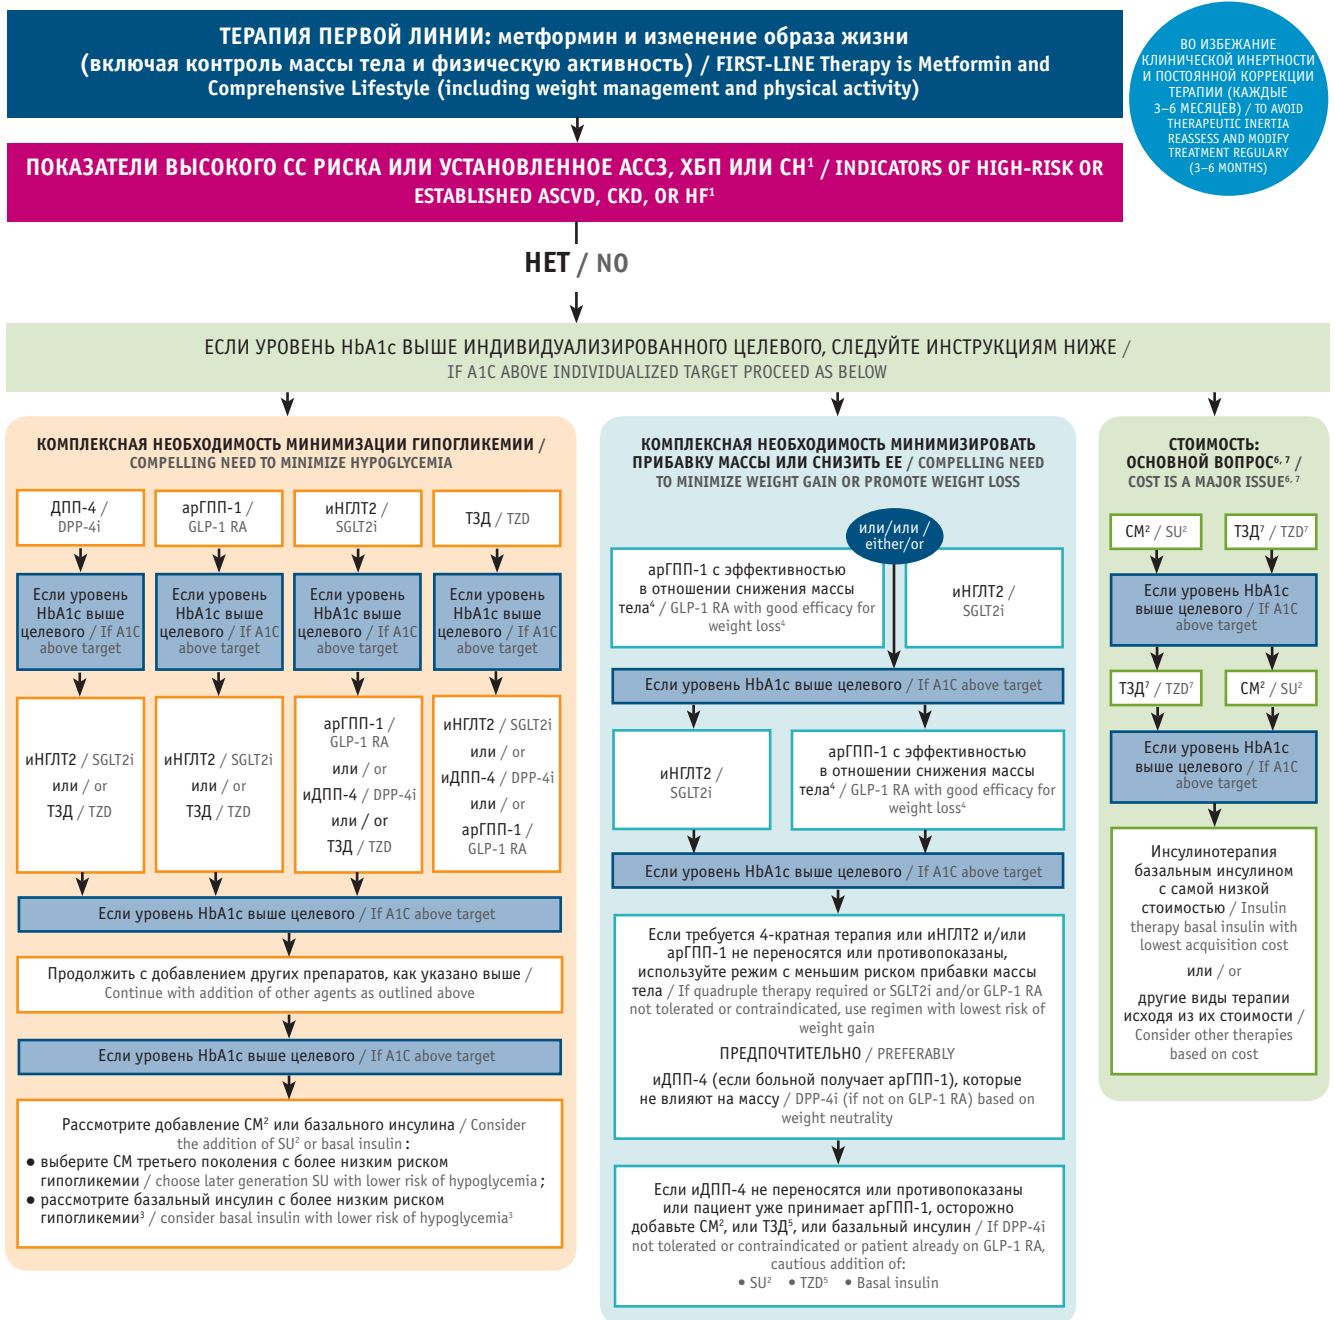 ТЕРАПИЯ ПЕРВОЙ ЛИНИИ: метформин и изменение образа жизни
(включая контроль массы тела и физическую активность) / FIRST-LINE Therapy is Metformin and
Comprehensive Lifestyle (including weight management and physical activity)
ВО ИЗБЕЖАНИЕ
КЛИНИЧЕСКОЙ ИНЕРТНОСТИ
И ПОСТОЯННОЙ КОРРЕКЦИИ
ТЕРАПИИ (КАЖДЫЕ
3–6 МЕСЯЦЕВ) / TO AVOID
THERAPEUTIC INERTIA
REASSESS AND MODIFY
TREATMENT REGULARY
(3–6 MONTHS)
ПОКАЗАТЕЛИ ВЫСОКОГО СС РИСКА ИЛИ УСТАНОВЛЕННОЕ АССЗ, ХБП ИЛИ СН¹ / INDICATORS OF HIGH-RISK OR
ESTABLISHED ASCVD, CKD, OR HF¹
НЕТ / NO
ЕСЛИ УРОВЕНЬ HbA1c ВЫШЕ ИНДИВИДУАЛИЗИРОВАННОГО ЦЕЛЕВОГО, СЛЕДУЙТЕ ИНСТРУКЦИЯМ НИЖЕ /
IF A1C ABOVE INDIVIDUALIZED TARGET PROCEED AS BELOW
КОМПЛЕКСНАЯ НЕОБХОДИМОСТЬ МИНИМИЗАЦИИ ГИПОГЛИКЕМИИ /
COMPELLING NEED TO MINIMIZE HYPOGLYCEMIA
ДПП-4 /
DPP-4i
арГПП-1 /
GLP-1 RA
иНГЛТ2 /
SGLT2i
ТЗД / TZD
Если уровень
HbA1c выше
целевого / If A1C
above target
Если уровень
HbA1c выше
целевого / If A1C
above target
Если уровень
HbA1c выше
целевого / If A1C
above target
Если уровень
HbA1c выше
целевого / If A1C
above target
иНГЛТ2 / SGLT2i
или / or
ТЗД / TZD
иНГЛТ2 / SGLT2i
или / or
ТЗД / TZD
арГПП-1 /
GLP-1 RA
или / or
иДПП-4 / DPP-4i
или / or
ТЗД / TZD
иНГЛТ2 / SGLT2i
или / or
иДПП-4 / DPP-4i
или / or
арГПП-1 /
GLP-1 RA
Если уровень HbA1c выше целевого / If A1C above target
Продолжить с добавлением других препаратов, как указано выше /
Continue with addition of other agents as outlined above
Если уровень HbA1c выше целевого / If A1C above target
Рассмотрите добавление СМ² или базального инсулина / Consider
the addition of SU² or basal insulin :
● выберите СМ третьего поколения с более низким риском
гипогликемии / choose later generation SU with lower risk of hypoglycemia ;
● рассмотрите базальный инсулин с более низким риском
гипогликемии³ / consider basal insulin with lower risk of hypoglycemia³
КОМПЛЕКСНАЯ НЕОБХОДИМОСТЬ МИНИМИЗИРОВАТЬ
ПРИБАВКУ МАССЫ ИЛИ СНИЗИТЬ ЕЕ / COMPELLING NEED
TO MINIMIZE WEIGHT GAIN OR PROMOTE WEIGHT LOSS
или/или /
either/or
арГПП-1 с эффективностью
в отношении снижения массы
тела⁴ / GLP-1 RA with good efficacy for
weight loss⁴
иНГЛТ2 /
SGLT2i
Если уровень HbA1c выше целевого / If A1C above target
иНГЛТ2 /
SGLT2i
арГПП-1 с эффективностью
в отношении снижения массы
тела⁴ / GLP-1 RA with good efficacy for
weight loss⁴
Если уровень HbA1c выше целевого / If A1C above target
Если требуется 4-кратная терапия или иНГЛТ2 и/или
арГПП-1 не переносятся или противопоказаны,
используйте режим с меньшим риском прибавки массы
тела / If quadruple therapy required or SGLT2i and/or GLP-1 RA
not tolerated or contraindicated, use regimen with lowest risk of
weight gain
ПРЕДПОЧТИТЕЛЬНО / PREFERABLY
иДПП-4 (если больной получает арГПП-1), которые
не влияют на массу / DPP-4i (if not on GLP-1 RA) based on
weight neutrality
Если иДПП-4 не переносятся или противопоказаны
или пациент уже принимает арГПП-1, осторожно
добавьте СМ², или ТЗД⁵, или базальный инсулин / If DPP-4i
not tolerated or contraindicated or patient already on GLP-1 RA,
cautious addition of:
● SU² ● TZD⁵ ● Basal insulin
СТОИМОСТЬ:
ОСНОВНОЙ ВОПРОС⁶, ⁷ /
COST IS A MAJOR ISSUE⁶, ⁷
СМ² / SU²
ТЗД⁷ / TZD⁷
Если уровень HbA1c
выше целевого / If A1C
above target
ТЗД⁷ / TZD⁷
СМ² / SU²
Если уровень HbA1c
выше целевого / If A1C
above target
Инсулинотерапия
базальным инсулином
с самой низкой
стоимостью / Insulin
therapy basal insulin with
lowest acquisition cost
или / or
другие виды терапии
исходя из их стоимости /
Consider other therapies
based on cost